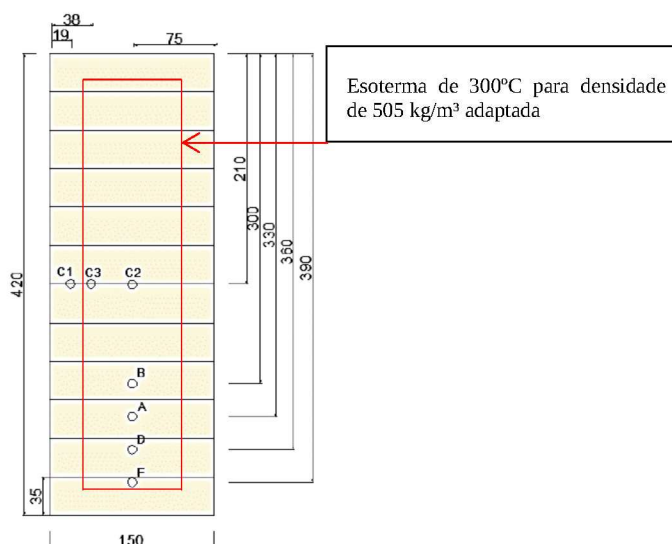 38
19
75
Esoterma de 300ºC para densidade
de 505 kg/m³ adaptada
210
300
330
360
390
420
C1
C3
C2
B
A
D
F
35
150